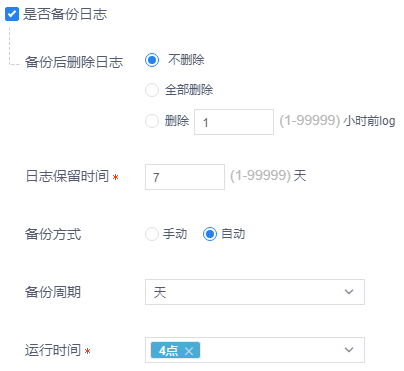 是否备份日志
备份后删除日志 不删除
全部删除
删除 1 (1-99999) 小时前log
日志保留时间 * 7 (1-99999) 天
备份方式 手动 自动
备份周期 天
运行时间 * 4点 ×